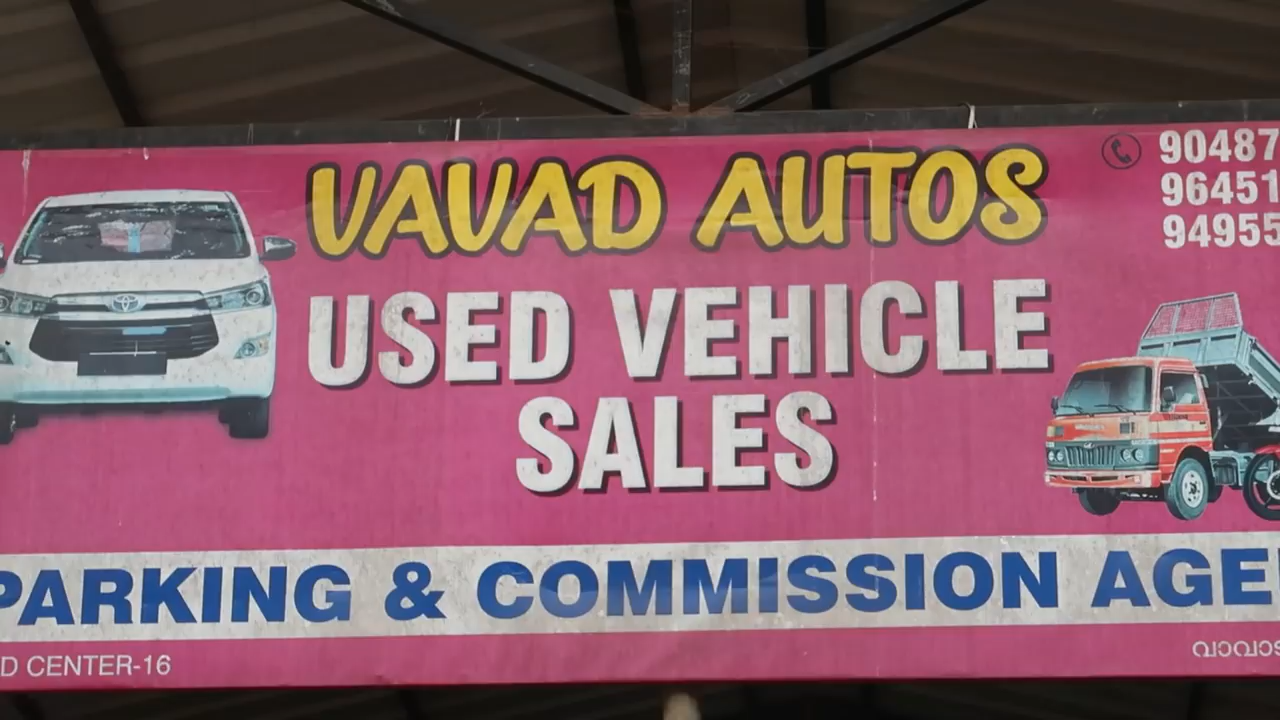 VAVAD AUTOS
90487
96451
94955
USED VEHICLE
SALES
PARKING & COMMISSION AGE
D CENTER-16